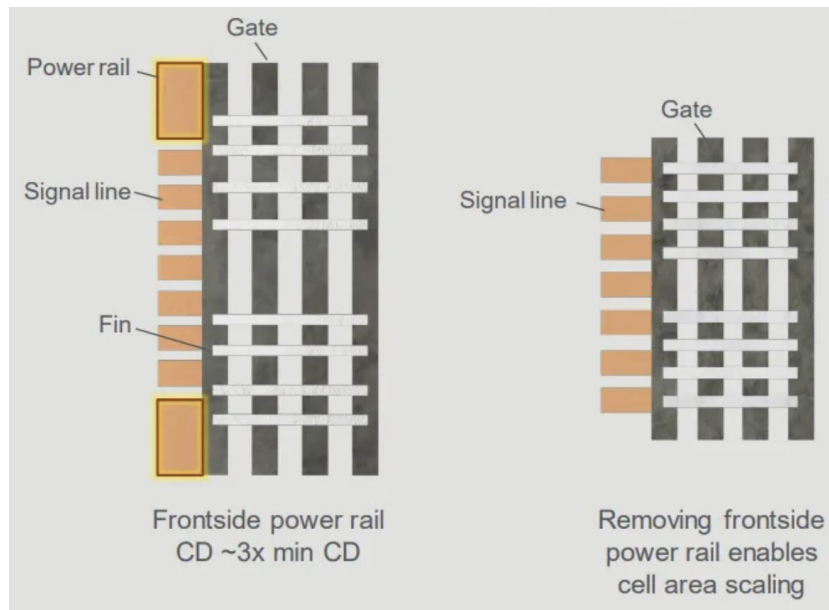 Gate
Power rail
Signal line
Fin
Frontside power rail
CD ~3x min CD
Gate
Signal line
Removing frontside
power rail enables
cell area scaling